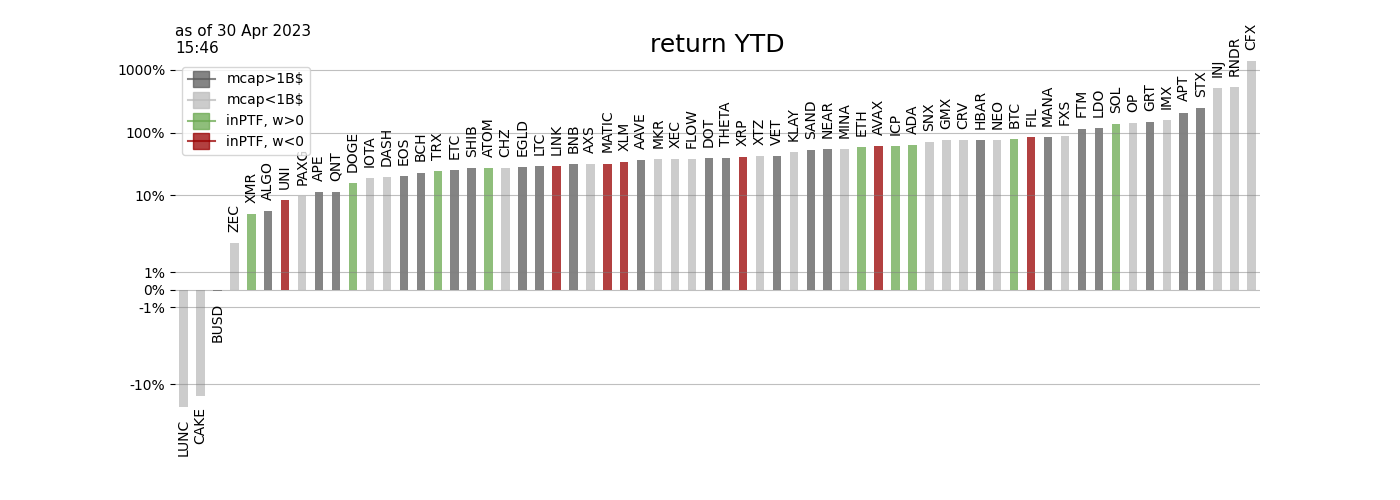 as of 30 Apr 2023
15:46
return YTD
mcap>1B$
mcap<1B$
inPTF, w>0
inPTF, w<0
1000%
100%
10%
1%
0%
-1%
-10%
LUNC
CAKE
BUSD
ZEC
XMR
ALGO
UNI
PAXG
APE
QNT
DOGE
IOTA
DASH
EOS
BCH
TRX
ETC
SHIB
ATOM
CHZ
EGLD
LTC
LINK
BNB
AXS
MATIC
XLM
AAVE
MKR
XEC
FLOW
DOT
THETA
XRP
XTZ
VET
KLAY
SAND
NEAR
MINA
ETH
AVAX
ICP
ADA
SNX
GMX
CRV
HBAR
NEO
BTC
FIL
MANA
FXS
FTM
LDO
SOL
OP
GRT
IMX
APT
STX
INJ
RNDR
CFX